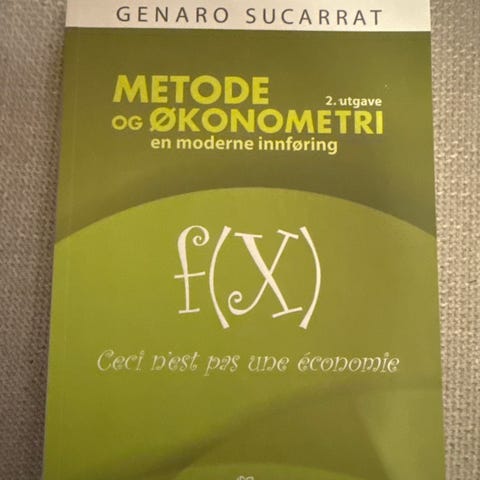 GENARO SUCARRAT
METODE
2. utgave
OG ØKONOMETRI
en moderne innføring
f(X)
Ceci n'est pas une économie